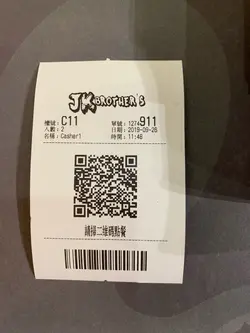 JK BROTHER'S
檯號：C11 單號：1274911
人數：2 日期：2019-09-26
名稱：Casher1 時間：11:48
請掃二维碼點餐